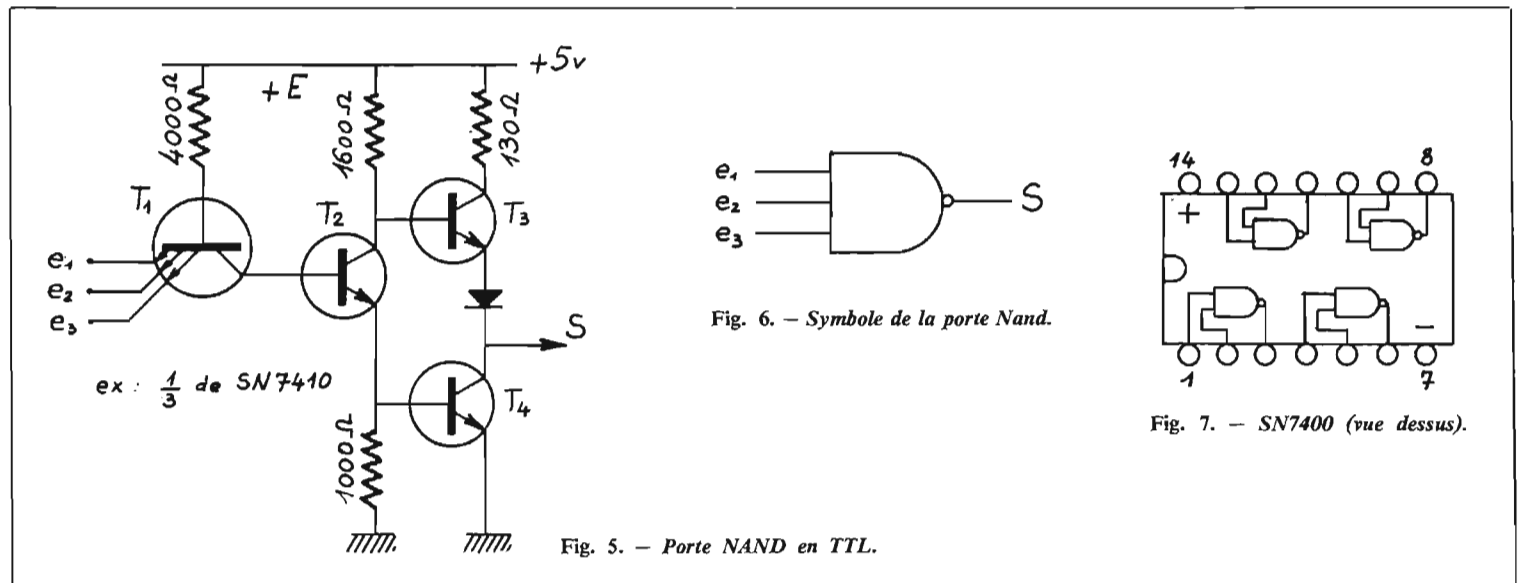 +5v
+E
4000Ω
1600Ω
130Ω
T1
T2
T3
e1
e2
e3
S
T4
ex : 1/3 de SN7410
1000Ω
Fig. 5. — Porte NAND en TTL.
e1
e2
e3
S
Fig. 6. — Symbole de la porte Nand.
14
8
+
−
1
7
Fig. 7. — SN7400 (vue dessus).